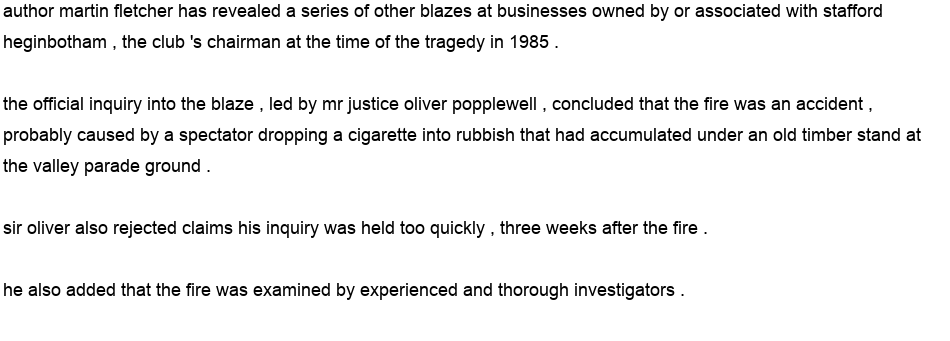 author martin fletcher has revealed a series of other blazes at businesses owned by or associated with stafford
heginbotham , the club 's chairman at the time of the tragedy in 1985 .
the official inquiry into the blaze , led by mr justice oliver popplewell , concluded that the fire was an accident ,
probably caused by a spectator dropping a cigarette into rubbish that had accumulated under an old timber stand at
the valley parade ground .
sir oliver also rejected claims his inquiry was held too quickly , three weeks after the fire .
he also added that the fire was examined by experienced and thorough investigators .